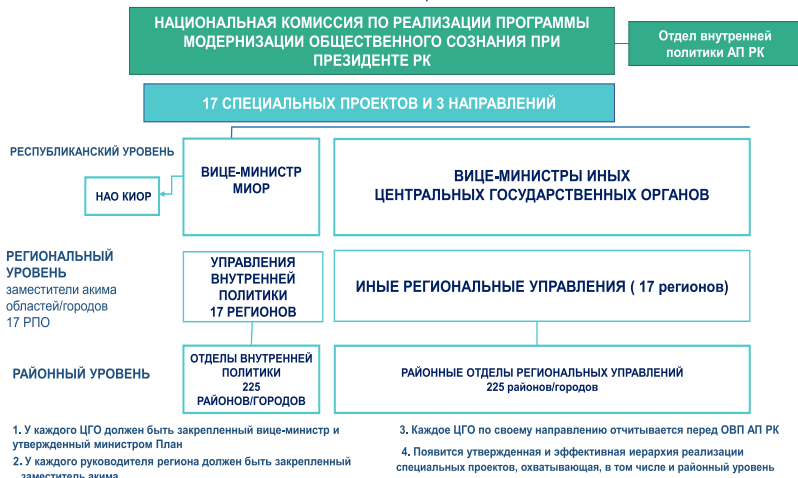 НАЦИОНАЛЬНАЯ КОМИССИЯ ПО РЕАЛИЗАЦИИ ПРОГРАММЫ
МОДЕРНИЗАЦИИ ОБЩЕСТВЕННОГО СОЗНАНИЯ ПРИ
ПРЕЗИДЕНТЕ РК
Отдел внутренней
политики АП РК
17 СПЕЦИАЛЬНЫХ ПРОЕКТОВ И 3 НАПРАВЛЕНИЙ
РЕСПУБЛИКАНСКИЙ УРОВЕНЬ
НАО КИОР
ВИЦЕ-МИНИСТР
МИОР
ВИЦЕ-МИНИСТРЫ ИНЫХ
ЦЕНТРАЛЬНЫХ ГОСУДАРСТВЕННЫХ ОРГАНОВ
РЕГИОНАЛЬНЫЙ
УРОВЕНЬ
заместители акима
областей/городов
17 РПО
УПРАВЛЕНИЯ
ВНУТРЕННЕЙ
ПОЛИТИКИ
17 РЕГИОНОВ
ИНЫЕ РЕГИОНАЛЬНЫЕ УПРАВЛЕНИЯ ( 17 регионов)
РАЙОННЫЙ УРОВЕНЬ
ОТДЕЛЫ ВНУТРЕННЕЙ
ПОЛИТИКИ
225
РАЙОНОВ/ГОРОДОВ
РАЙОННЫЕ ОТДЕЛЫ РЕГИОНАЛЬНЫХ УПРАВЛЕНИЙ
225 районов/городов
1. У каждого ЦГО должен быть закрепленный вице-министр и
утвержденный министром План
2. У каждого руководителя региона должен быть закрепленный
заместитель акима
3. Каждое ЦГО по своему направлению отчитывается перед ОВП АП РК
4. Появится утвержденная и эффективная иерархия реализации
специальных проектов, охватывающая, в том числе и районный уровень